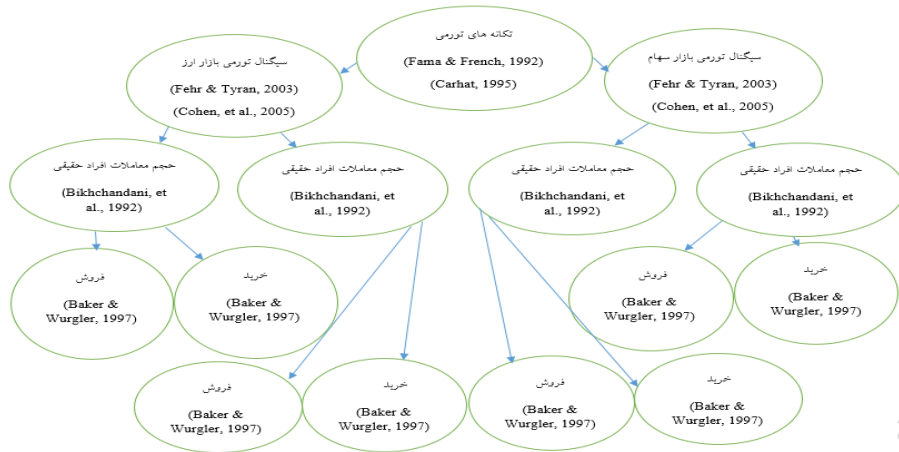 تکانه های تورمی
(Fama & French, 1992)
(Carhat, 1995)
سیگنال تورمی بازار ارز
(Fehr & Tyran, 2003)
(Cohen, et al., 2005)
سیگنال تورمی بازار سهام
(Fehr & Tyran, 2003)
(Cohen, et al., 2005)
حجم معاملات افراد حقیقی
(Bikhchandani, et
al., 1992)
حجم معاملات افراد حقیقی
(Bikhchandani, et
al., 1992)
حجم معاملات افراد حقیقی
(Bikhchandani, et
al., 1992)
حجم معاملات افراد حقیقی
(Bikhchandani, et
al., 1992)
فروش
(Baker &
Wurgler, 1997)
خرید
(Baker &
Wurgler, 1997)
فروش
(Baker &
Wurgler, 1997)
خرید
(Baker &
Wurgler, 1997)
فروش
(Baker &
Wurgler, 1997)
خرید
(Baker &
Wurgler, 1997)
فروش
(Baker &
Wurgler, 1997)
خرید
(Baker &
Wurgler, 1997)